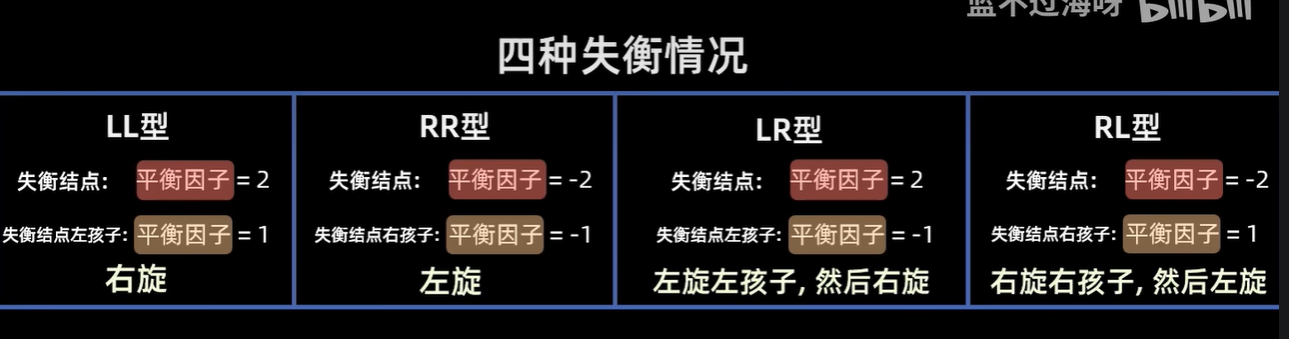 蓝不过海呀 bilibili
四种失衡情况
LL型
失衡结点: 平衡因子 = 2
失衡结点左孩子: 平衡因子 = 1
右旋
RR型
失衡结点: 平衡因子 = -2
失衡结点右孩子: 平衡因子 = -1
左旋
LR型
失衡结点: 平衡因子 = 2
失衡结点左孩子: 平衡因子 = -1
左旋左孩子, 然后右旋
RL型
失衡结点: 平衡因子 = -2
失衡结点右孩子: 平衡因子 = 1
右旋右孩子, 然后左旋